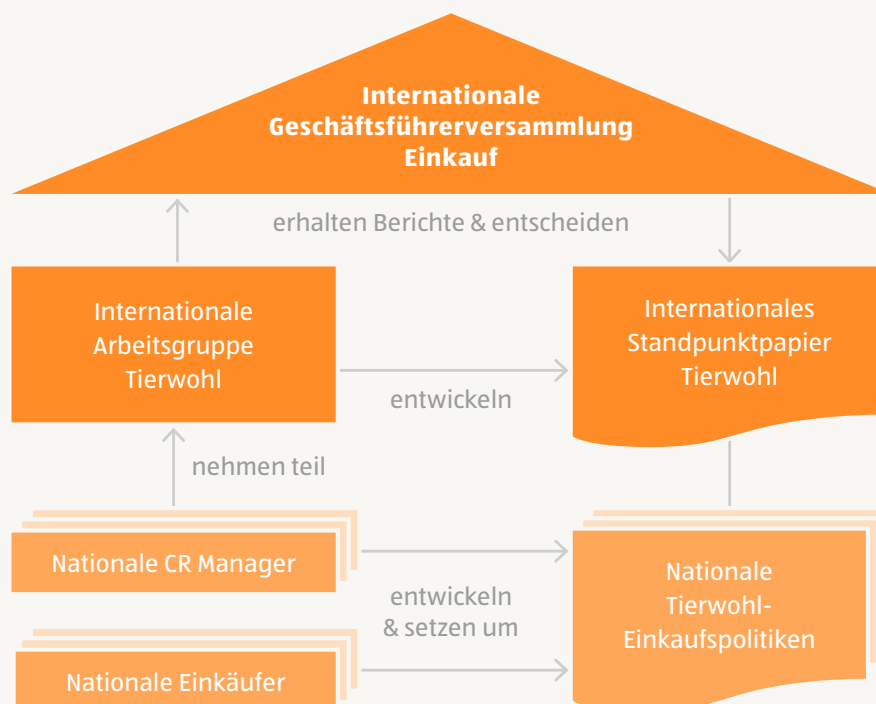 Internationale
Geschäftsführerversammlung
Einkauf
erhalten Berichte & entscheiden
Internationale
Arbeitsgruppe
Tierwohl
entwickeln
Internationales
Standpunktpapier
Tierwohl
nehmen teil
Nationale CR Manager
entwickeln
& setzen um
Nationale
Tierwohl-
Einkaufspolitiken
Nationale Einkäufer